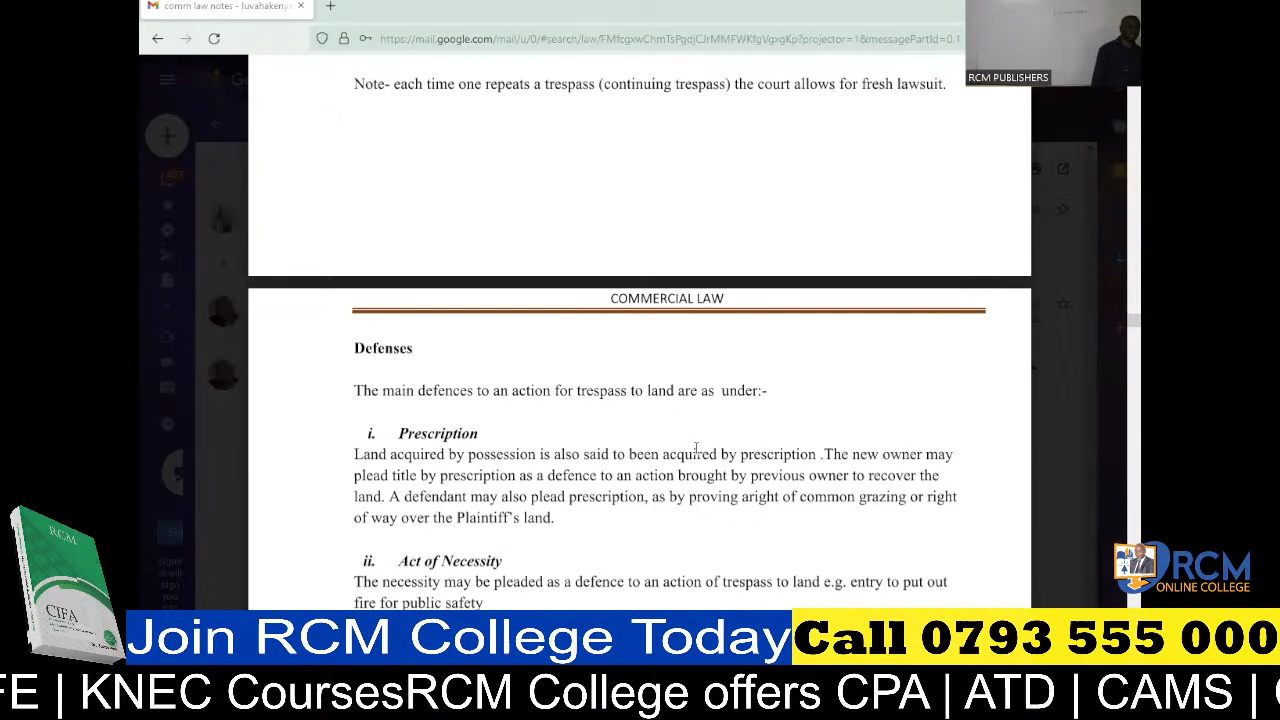 comm law notes - luvahakenya
https://mail.google.com/mail/u/0/#search/law/FMfcgxwChmTsPgdjCJrMMFWKfgVgxgKp?projector=1&messagePartId=0.1
RCM PUBLISHERS
Note- each time one repeats a trespass (continuing trespass) the court allows for fresh lawsuit.
COMMERCIAL LAW
Defenses
The main defences to an action for trespass to land are as under:-
i. Prescription
Land acquired by possession is also said to been acquired by prescription .The new owner may
plead title by prescription as a defence to an action brought by previous owner to recover the
land. A defendant may also plead prescription, as by proving aright of common grazing or right
of way over the Plaintiff's land.
ii. Act of Necessity
The necessity may be pleaded as a defence to an action of trespass to land e.g. entry to put out
fire for public safety
RCM
CIFA
RCM
ONLINE COLLEGE
Join RCM College Today
Call 0793 555 000
FE | KNEC CoursesRCM College offers CPA | ATD | CAMS |